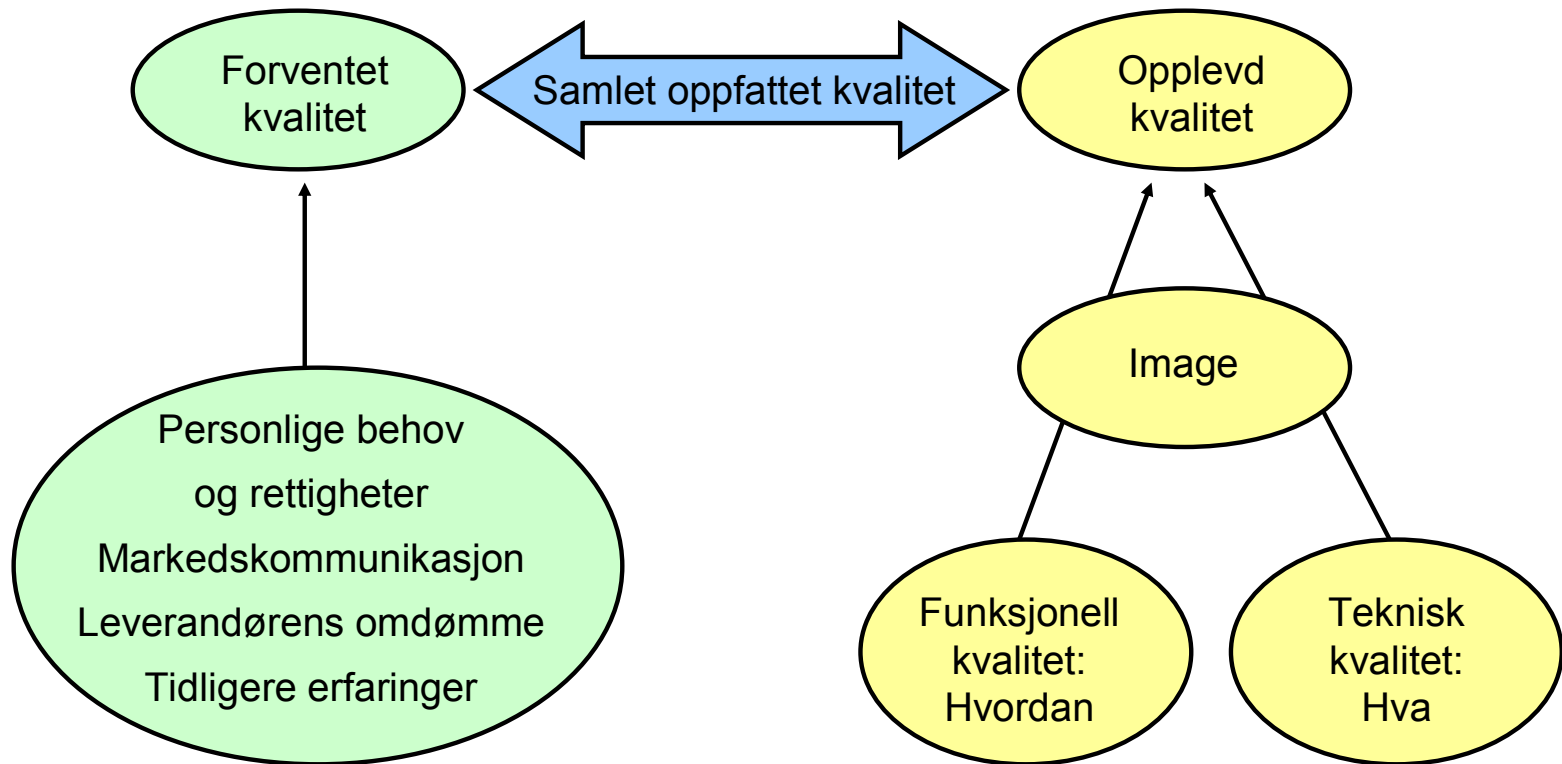 Forventet
kvalitet
Samlet oppfattet kvalitet
Opplevd
kvalitet
Image
Personlige behov
og rettigheter
Markedskommunikasjon
Leverandørens omdømme
Tidligere erfaringer
Funksjonell
kvalitet:
Hvordan
Teknisk
kvalitet:
Hva